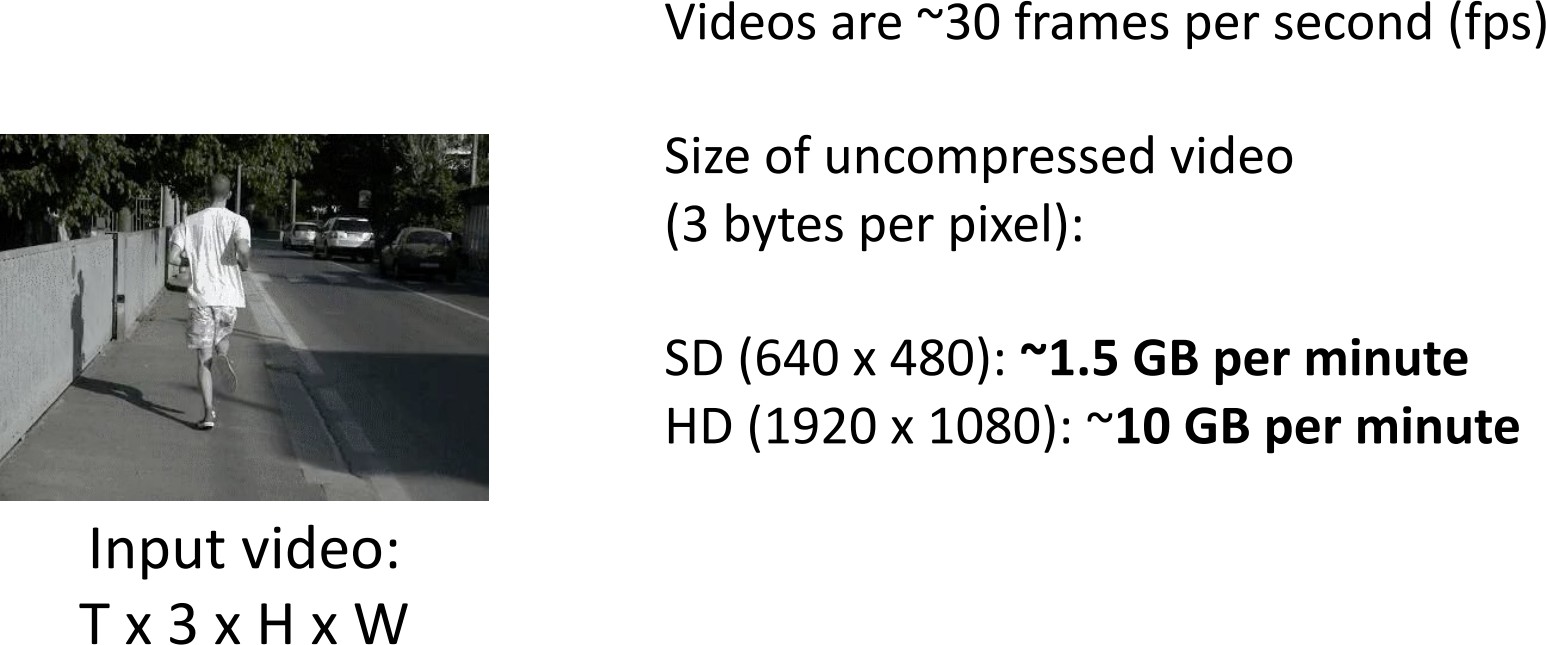 Videos are ~30 frames per second (fps)
Size of uncompressed video
(3 bytes per pixel):
SD (640 x 480): ~1.5 GB per minute
HD (1920 x 1080): ~10 GB per minute
Input video:
T x 3 x H x W